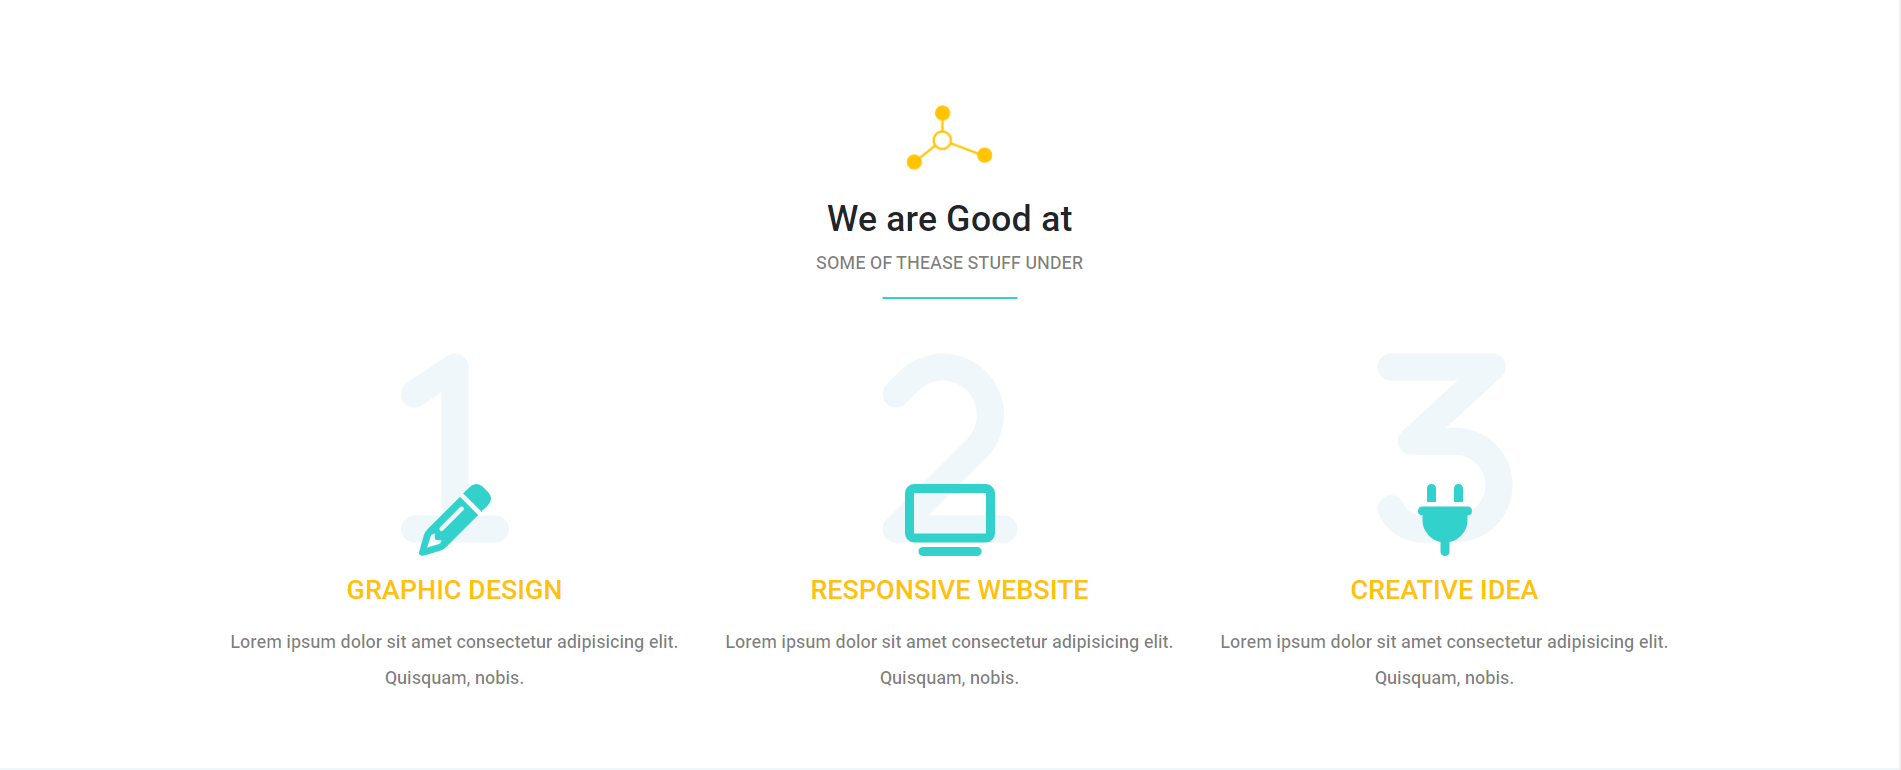 We are Good at
SOME OF THEASE STUFF UNDER
1
2
3
GRAPHIC DESIGN
RESPONSIVE WEBSITE
CREATIVE IDEA
Lorem ipsum dolor sit amet consectetur adipisicing elit.
Quisquam, nobis.
Lorem ipsum dolor sit amet consectetur adipisicing elit.
Quisquam, nobis.
Lorem ipsum dolor sit amet consectetur adipisicing elit.
Quisquam, nobis.